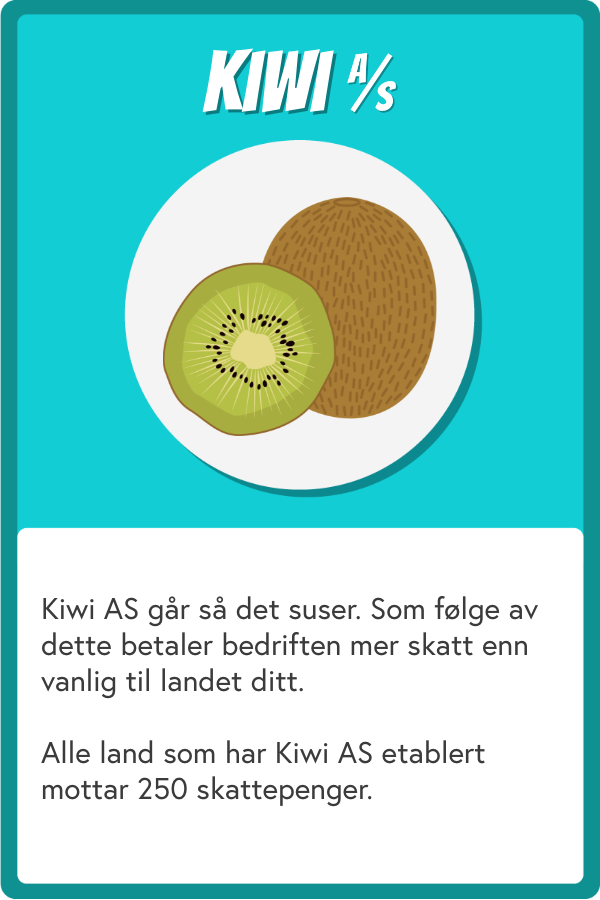 KIWI A/S
Kiwi AS går så det suser. Som følge av
dette betaler bedriften mer skatt enn
vanlig til landet ditt.
Alle land som har Kiwi AS etablert
mottar 250 skattepenger.